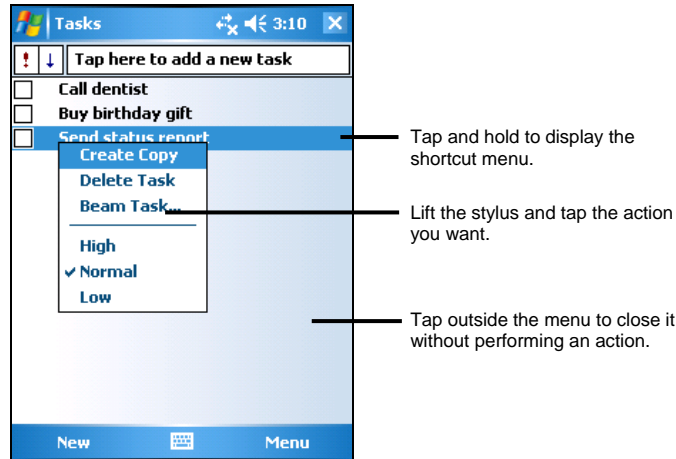 Tasks 3:10
Tap here to add a new task
Call dentist
Buy birthday gift
Send status report
Create Copy
Delete Task
Beam Task...
High
Normal
Low
New Menu
Tap and hold to display the
shortcut menu.
Lift the stylus and tap the action
you want.
Tap outside the menu to close it
without performing an action.